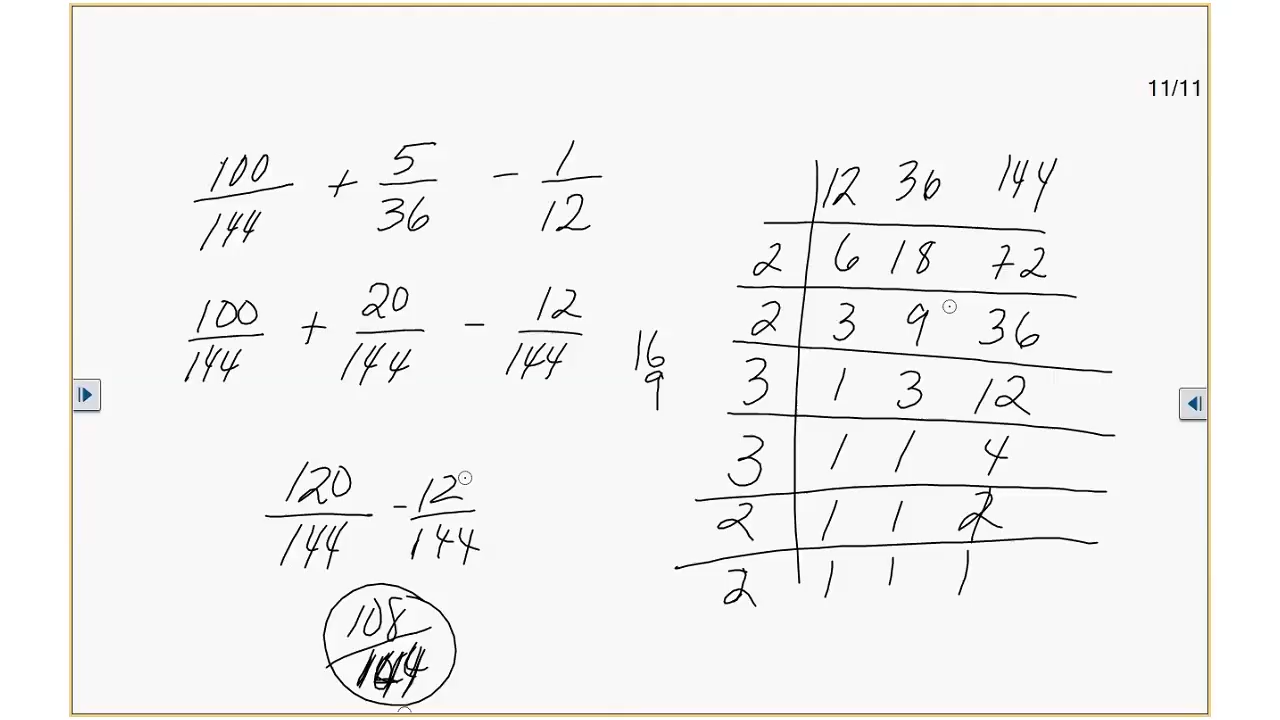 11/11
100/144 + 5/36 - 1/12
100/144 + 20/144 - 12/144
16
9
120/144 - 12/144
108/144
12 36 144
2 6 18 72
2 3 9 36
3 1 3 12
3 1 1 4
2 1 1 2
2 1 1 1